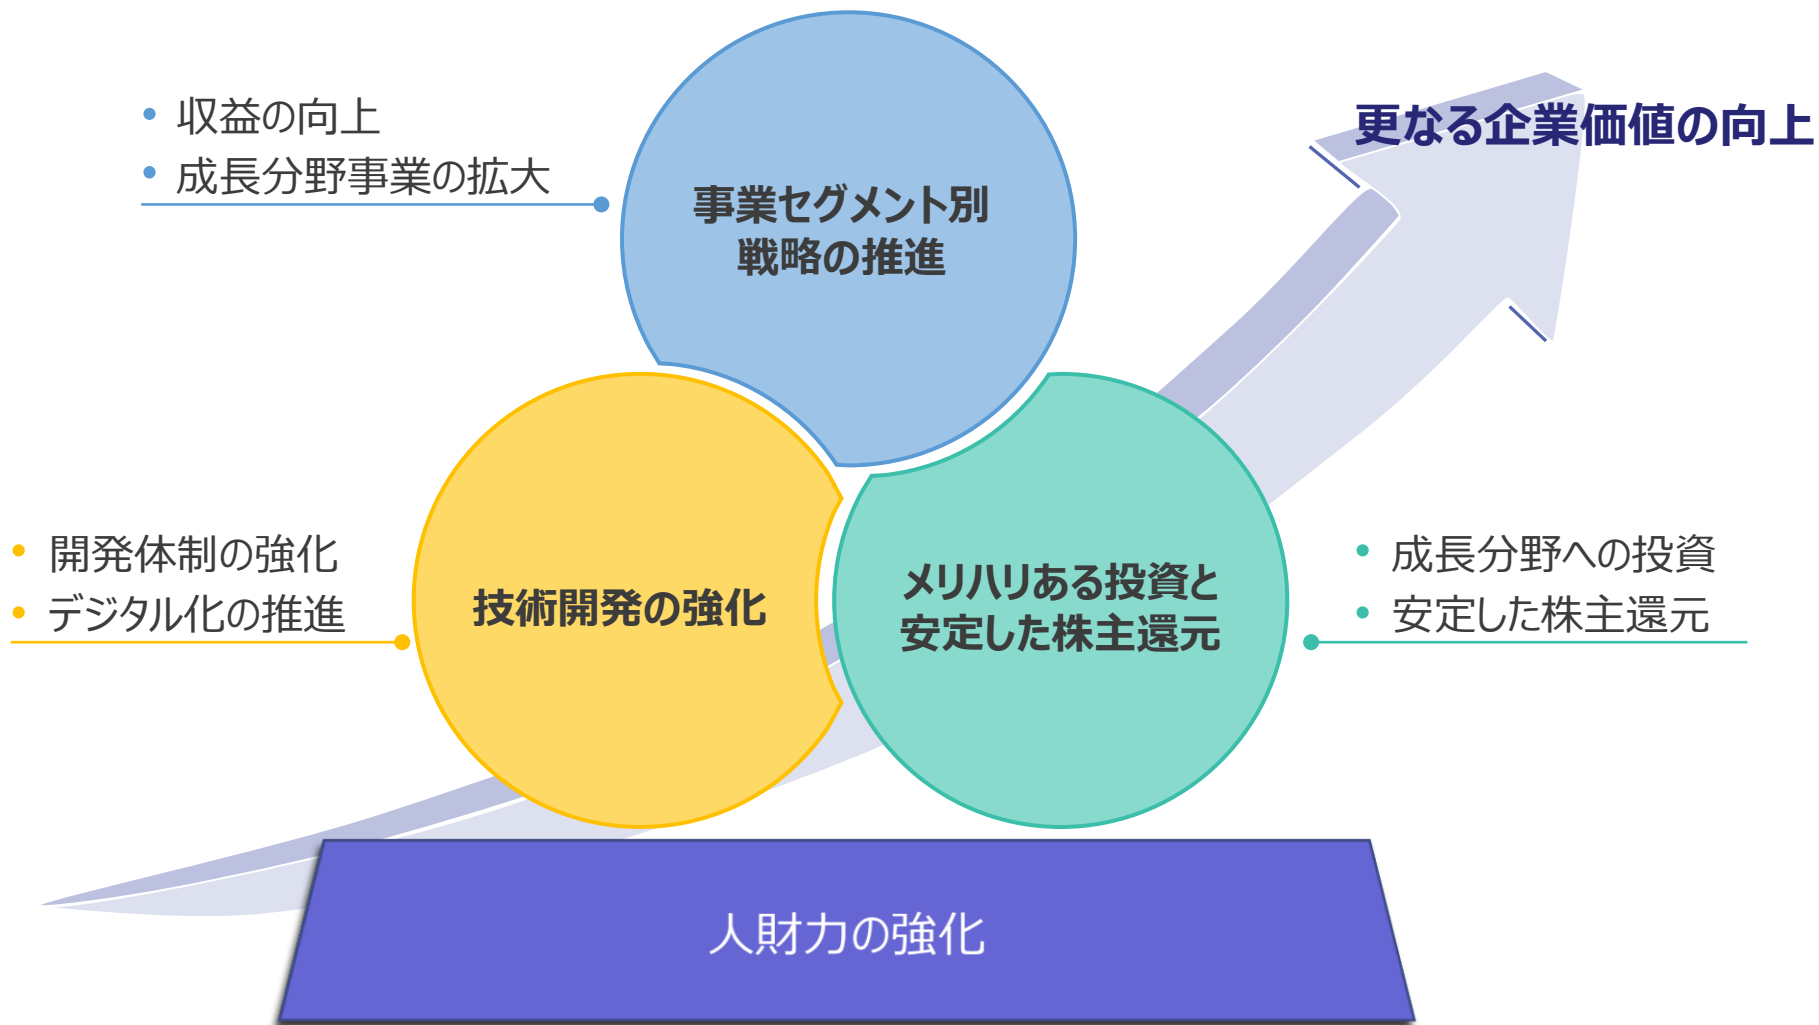 更なる企業価値の向上
• 収益の向上
• 成長分野事業の拡大
事業セグメント別
戦略の推進
• 開発体制の強化
• デジタル化の推進
技術開発の強化
メリハリある投資と
安定した株主還元
• 成長分野への投資
• 安定した株主還元
人財力の強化